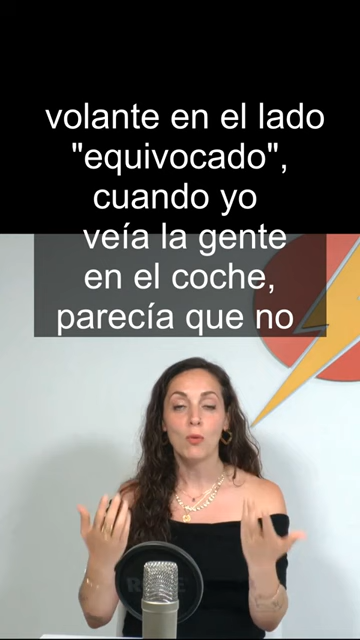 volante en el lado
"equivocado",
cuando yo
veía la gente
en el coche,
parecía que no